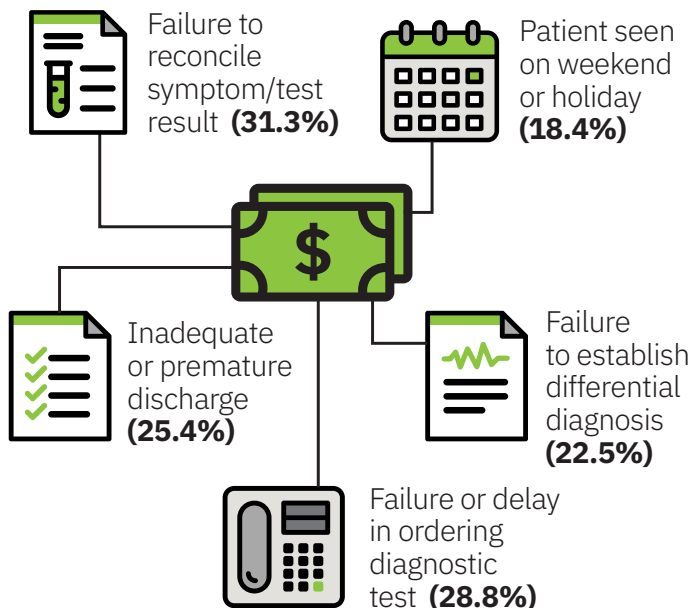 Failure to
reconcile
symptom/test
result (31.3%)
Patient seen
on weekend
or holiday
(18.4%)
$
Inadequate
or premature
discharge
(25.4%)
Failure
to establish
differential
diagnosis
(22.5%)
Failure or delay
in ordering
diagnostic
test (28.8%)